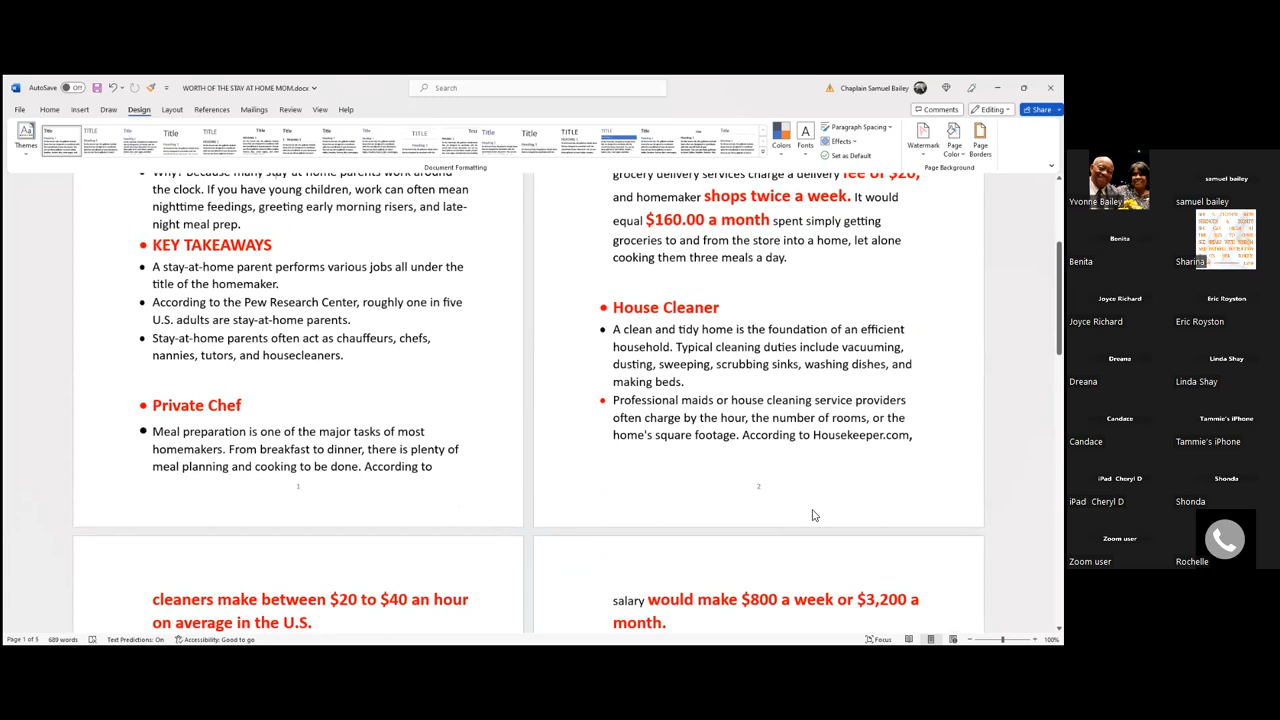 AutoSave Off
WORTH OF THE STAY AT HOME MOM.docx
Search
Chaplain Samuel Bailey
File Home Insert Draw Design Layout References Mailings Review View Help
Comments Editing Share
Themes
Title
TITLE
Title
Title
TITLE
Title
Title
TITLE
TITLE
Title
Colors
Fonts
Paragraph Spacing
Effects
Set as Default
Watermark
Page Color
Page Borders
Document Formatting
Page Background
Why? Because many stay at home parent work around
the clock. If you have young children, work can often mean
nighttime feedings, greeting early morning risers, and late-
night meal prep.
• KEY TAKEAWAYS
• A stay-at-home parent performs various jobs all under the
title of the homemaker.
• According to the Pew Research Center, roughly one in five
U.S. adults are stay-at-home parents.
• Stay-at-home parents often act as chauffeurs, chefs,
nannies, tutors, and housecleaners.
• Private Chef
• Meal preparation is one of the major tasks of most
homemakers. From breakfast to dinner, there is plenty of
meal planning and cooking to be done. According to
1
grocery delivery services charge a delivery fee of $20,
and homemaker shops twice a week. It would
equal $160.00 a month spent simply getting
groceries to and from the store into a home, let alone
cooking them three meals a day.
• House Cleaner
• A clean and tidy home is the foundation of an efficient
household. Typical cleaning duties include vacuuming,
dusting, sweeping, scrubbing sinks, washing dishes, and
making beds.
• Professional maids or house cleaning service providers
often charge by the hour, the number of rooms, or the
home's square footage. According to Housekeeper.com,
2
cleaners make between $20 to $40 an hour
on average in the U.S.
salary would make $800 a week or $3,200 a
month.
Page 1 of 5 689 words Text Predictions: On Accessibility: Good to go
Focus
100%
Yvonne Bailey
samuel bailey
samuel bailey
Benita
Benita
Sharina
Joyce Richard
Joyce Richard
Eric Royston
Eric Royston
Dreana
Dreana
Linda Shay
Linda Shay
Candace
Candace
Tammie's iPhone
Tammie's iPhone
iPad Cheryl D
iPad Cheryl D
Shonda
Shonda
Zoom user
Zoom user
Rochelle